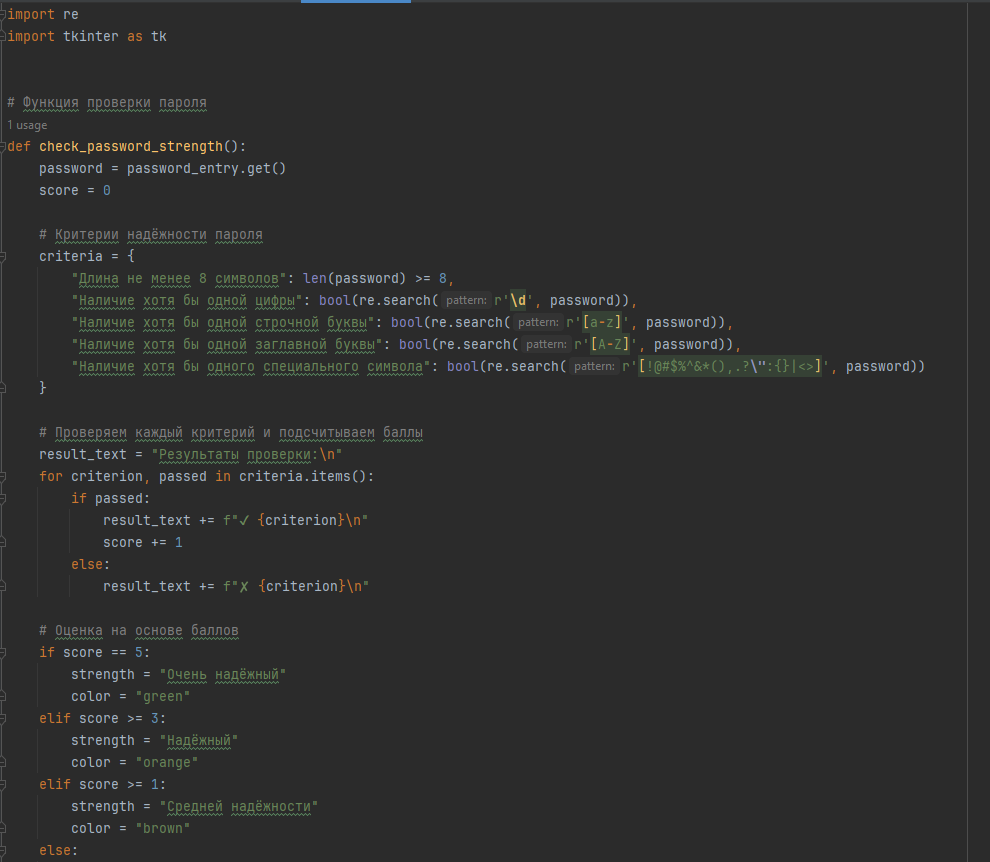 import re
import tkinter as tk
# Функция проверки пароля
1 usage
def check_password_strength():
    password = password_entry.get()
    score = 0
    # Критерии надёжности пароля
    criteria = {
        "Длина не менее 8 символов": len(password) >= 8,
        "Наличие хотя бы одной цифры": bool(re.search( pattern: r'\d', password)),
        "Наличие хотя бы одной строчной буквы": bool(re.search( pattern: r'[a-z]', password)),
        "Наличие хотя бы одной заглавной буквы": bool(re.search( pattern: r'[A-Z]', password)),
        "Наличие хотя бы одного специального символа": bool(re.search( pattern: r'[!@#$%^&*(),.?\":{}|<>]', password))
    }
    # Проверяем каждый критерий и подсчитываем баллы
    result_text = "Результаты проверки:\n"
    for criterion, passed in criteria.items():
        if passed:
            result_text += f"✓ {criterion}\n"
            score += 1
        else:
            result_text += f"✗ {criterion}\n"
    # Оценка на основе баллов
    if score == 5:
        strength = "Очень надёжный"
        color = "green"
    elif score >= 3:
        strength = "Надёжный"
        color = "orange"
    elif score >= 1:
        strength = "Средней надёжности"
        color = "brown"
    else: